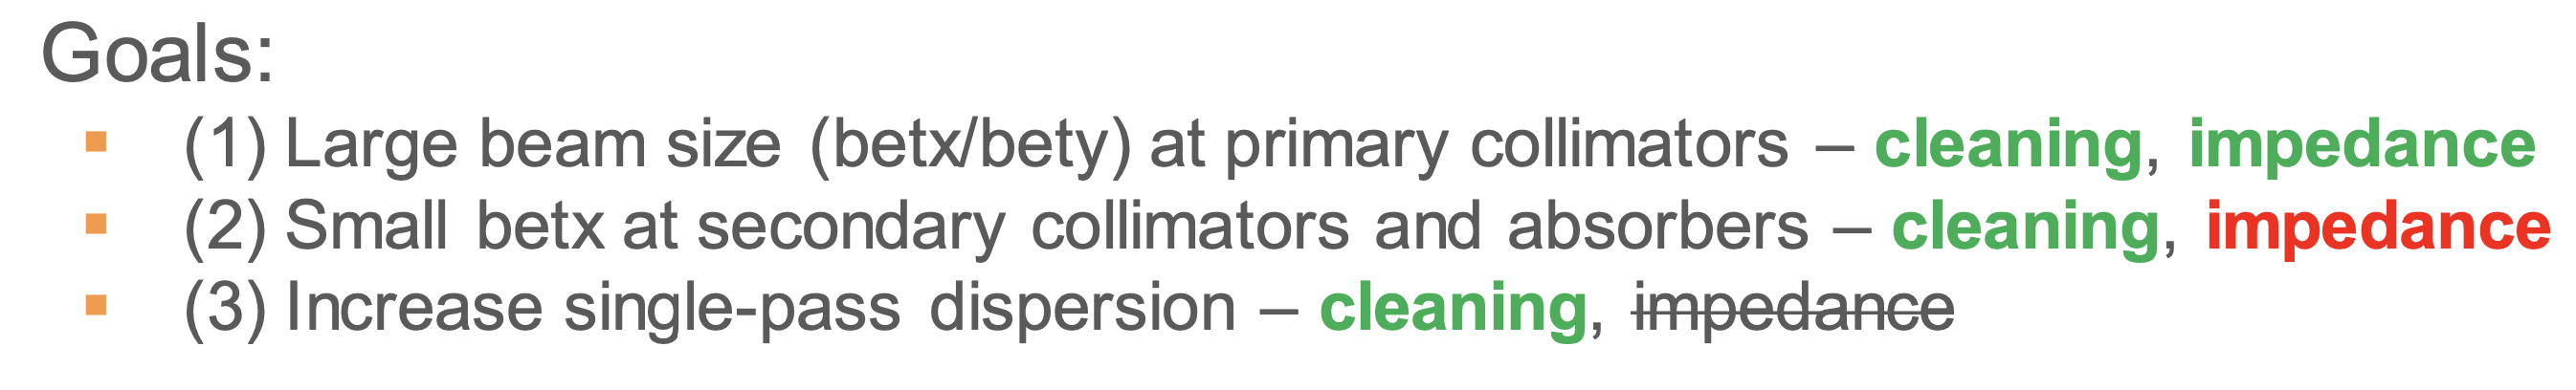 Goals:
(1) Large beam size (betx/bety) at primary collimators – cleaning, impedance
(2) Small betx at secondary collimators and absorbers – cleaning, impedance
(3) Increase single-pass dispersion – cleaning, impedance